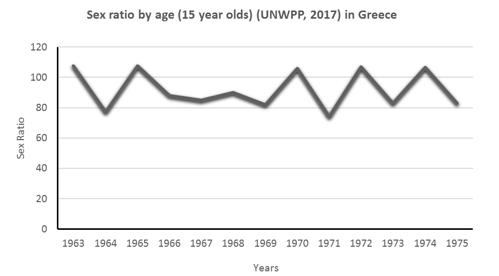 Sex ratio by age (15 year olds) (UNWPP, 2017) in Greece
120
100
80
60
40
20
0
Sex Ratio
1963 1964 1965 1966 1967 1968 1969 1970 1971 1972 1973 1974 1975
Years